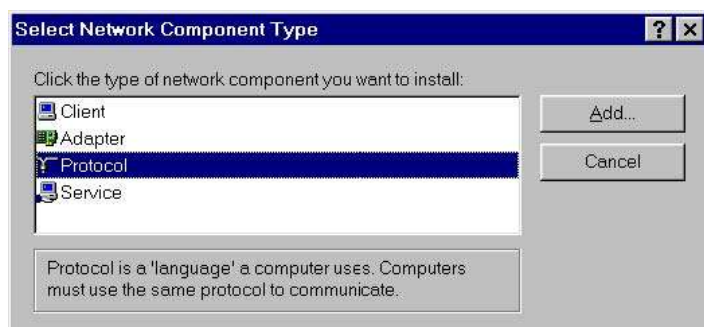 Select Network Component Type
Click the type of network component you want to install:
Client
Adapter
Protocol
Service
Add...
Cancel
Protocol is a 'language' a computer uses. Computers
must use the same protocol to communicate.